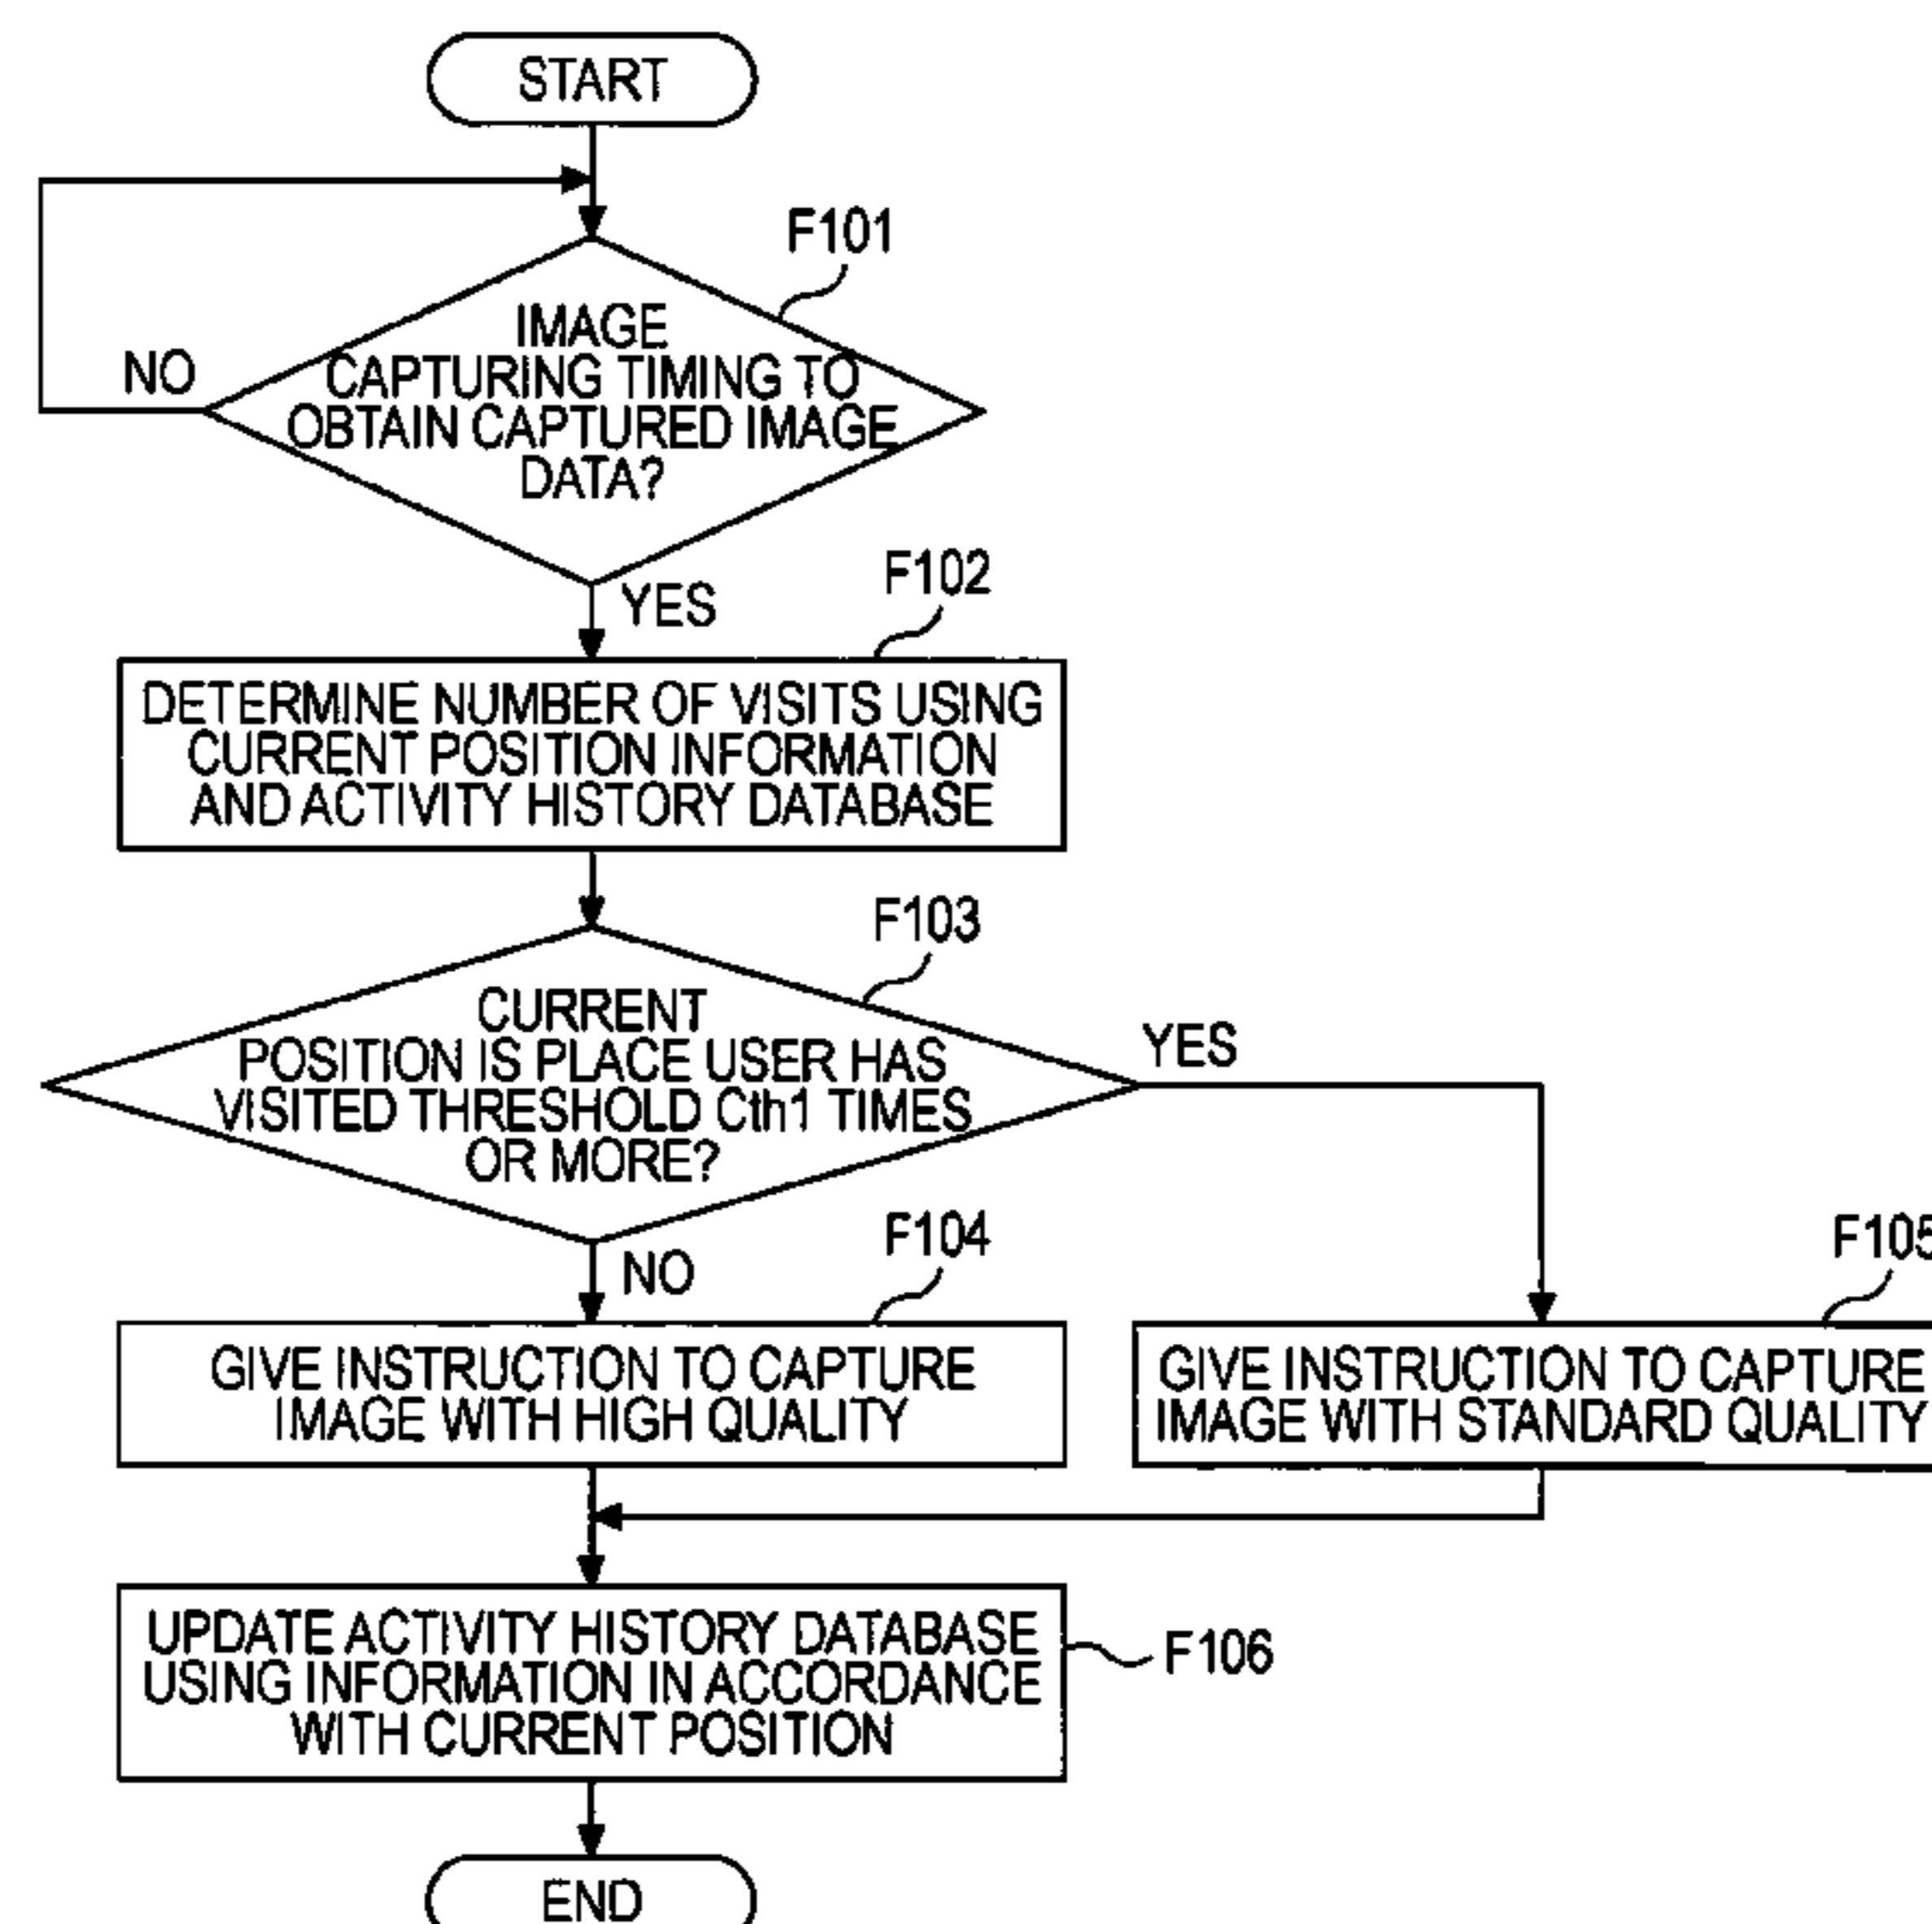 START
F101
IMAGE
CAPTURING TIMING TO
OBTAIN CAPTURED IMAGE
DATA?
NO
YES
F102
DETERMINE NUMBER OF VISITS USING
CURRENT POSITION INFORMATION
AND ACTIVITY HISTORY DATABASE
F103
CURRENT
POSITION IS PLACE USER HAS
VISITED THRESHOLD Cth1 TIMES
OR MORE?
YES
NO
F104
GIVE INSTRUCTION TO CAPTURE
IMAGE WITH HIGH QUALITY
F105
GIVE INSTRUCTION TO CAPTURE
IMAGE WITH STANDARD QUALITY
UPDATE ACTIVITY HISTORY DATABASE
USING INFORMATION IN ACCORDANCE
WITH CURRENT POSITION
F106
END